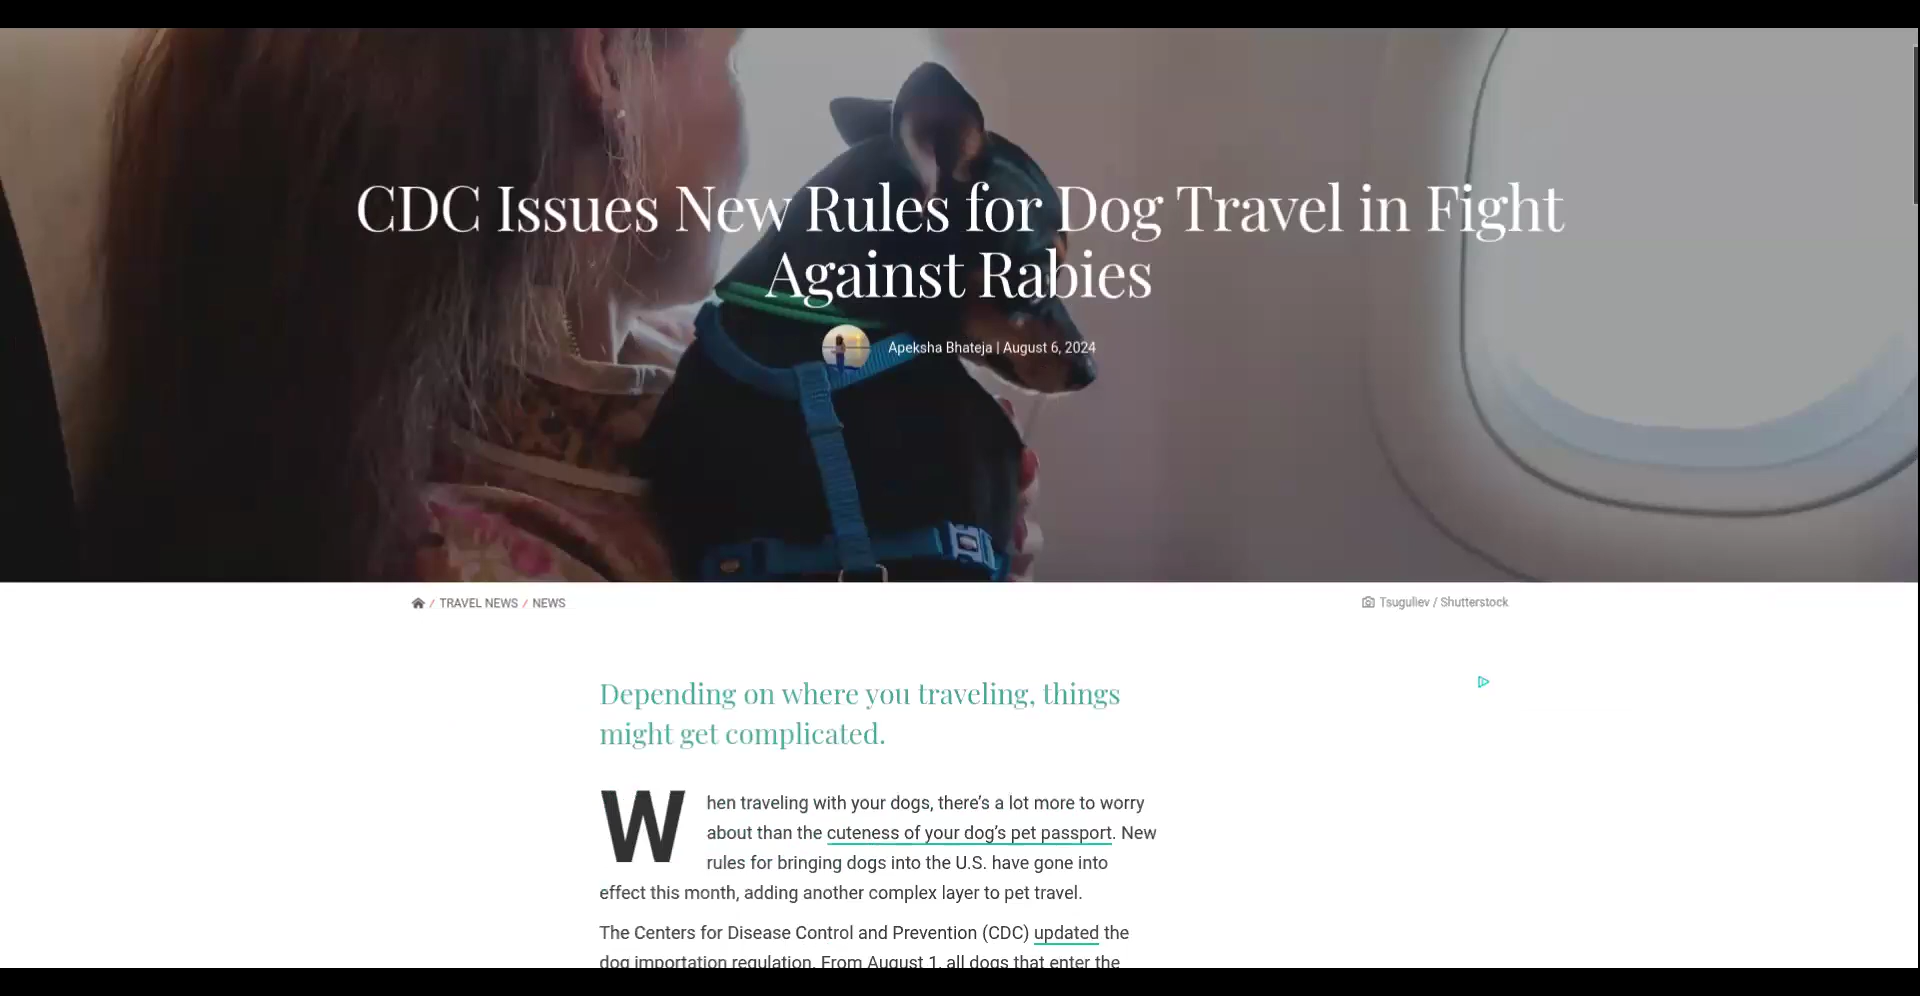 CDC Issues New Rules for Dog Travel in Fight
Against Rabies
Apeksha Bhateja | August 6, 2024
/ TRAVEL NEWS / NEWS
Tsuguliev / Shutterstock
Depending on where you traveling, things
might get complicated.
When traveling with your dogs, there’s a lot more to worry
about than the cuteness of your dog’s pet passport. New
rules for bringing dogs into the U.S. have gone into
effect this month, adding another complex layer to pet travel.
The Centers for Disease Control and Prevention (CDC) updated the
dog importation regulation. From August 1, all dogs that enter the